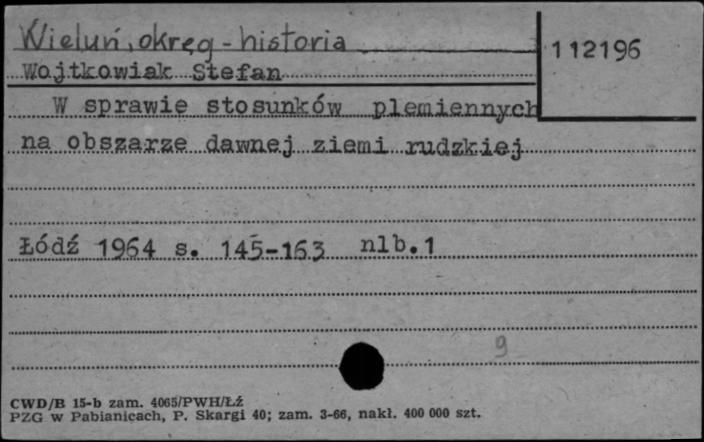 Wieluń, okręg - historia
112196
Wojtkowiak Stefan
W sprawie stosunków plemiennych
na obszarze dawnej ziemi rudzkiej
Łódź 1964 s. 145-163 nlb.1
9
CWD/B 15-b zam. 4065/PWH/Łź
PZG w Pabianicach, P. Skargi 40; zam. 3-66, nakł. 400 000 szt.